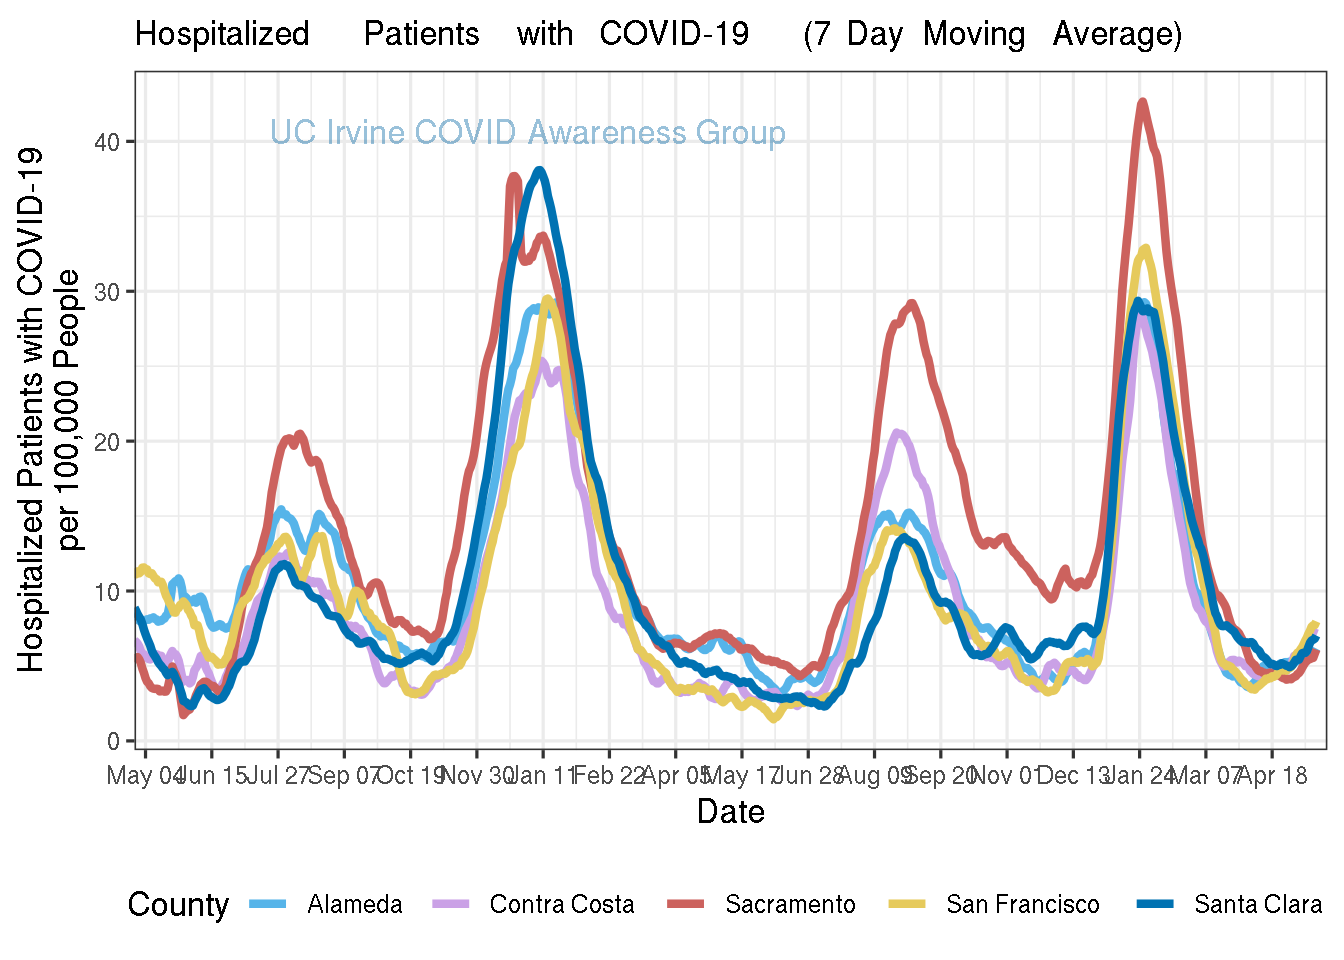 Hospitalized Patients with COVID-19 (7 Day Moving Average)
UC Irvine COVID Awareness Group
Hospitalized Patients with COVID-19
per 100,000 People
40
30
20
10
0
May 04 Jun 15 Jul 27 Sep 07 Oct 19 Nov 30 Jan 11 Feb 22 Apr 05 May 17 Jun 28 Aug 09 Sep 20 Nov 01 Dec 13 Jan 24 Mar 07 Apr 18
Date
County Alameda Contra Costa Sacramento San Francisco Santa Clara